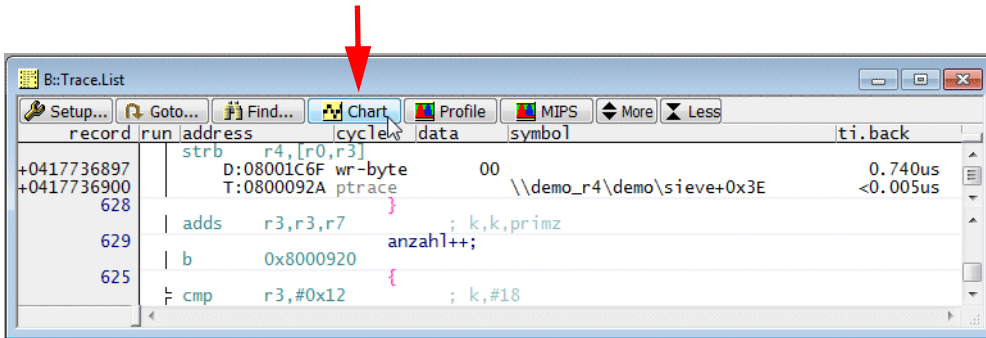 B::Trace.List
Setup... Goto... Find... Chart Profile MIPS More Less
record run address cycle data symbol ti.back
strb r4,[r0,r3]
+0417736897 D:08001C6F wr-byte 00 0.740us
+0417736900 T:0800092A ptrace \\demo_r4\demo\sieve+0x3E <0.005us
628 }
adds r3,r3,r7 ; k,k,primz
629 anzahl++;
b 0x8000920
625 {
cmp r3,#0x12 ; k,#18